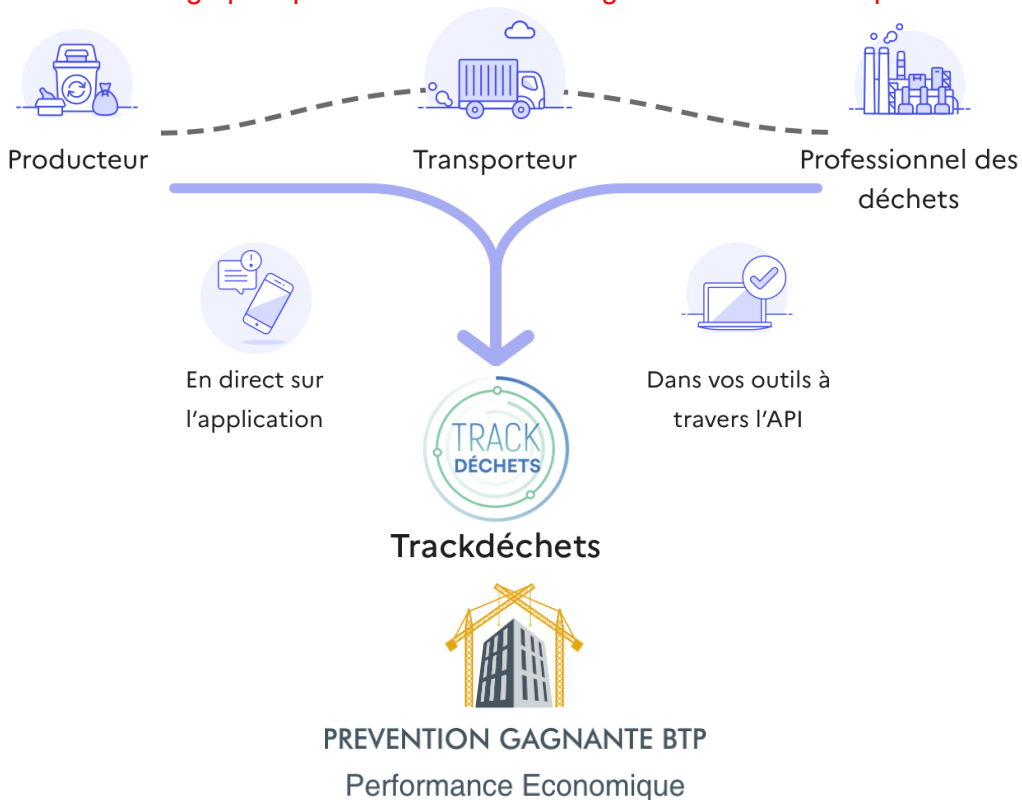 Producteur
Transporteur
Professionnel des
déchets
En direct sur
l'application
Dans vos outils à
travers l'API
TRACK
DÉCHETS
Trackdéchets
PREVENTION GAGNANTE BTP
Performance Economique